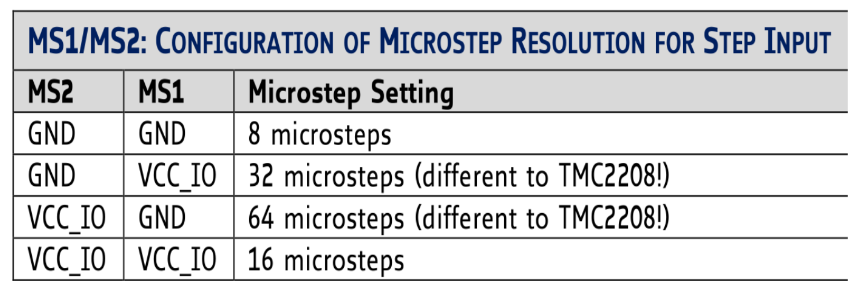 MS1/MS2: CONFIGURATION OF MICROSTEP RESOLUTION FOR STEP INPUT
MS2 MS1 Microstep Setting
GND GND 8 microsteps
GND VCC_IO 32 microsteps (different to TMC2208!)
VCC_IO GND 64 microsteps (different to TMC2208!)
VCC_IO VCC_IO 16 microsteps